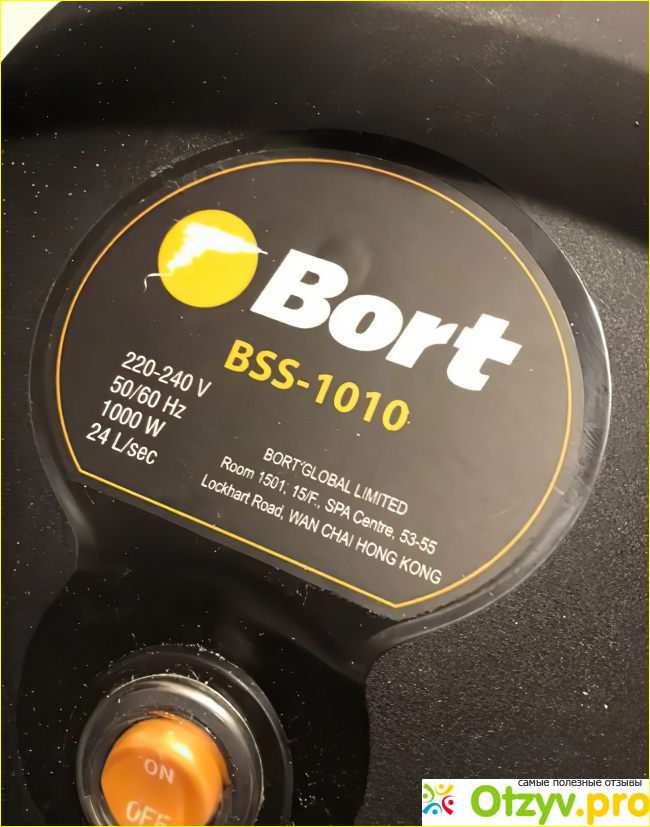 Bort
BSS-1010
220-240 V
50/60 Hz
1000 W
24 L/sec
BORT GLOBAL LIMITED
Room 1501, 15/F., SPA Centre, 53-55
Lockhart Road, WAN CHAI HONG KONG
ON
OFF
самые полезные отзывы
Otzyv.pro